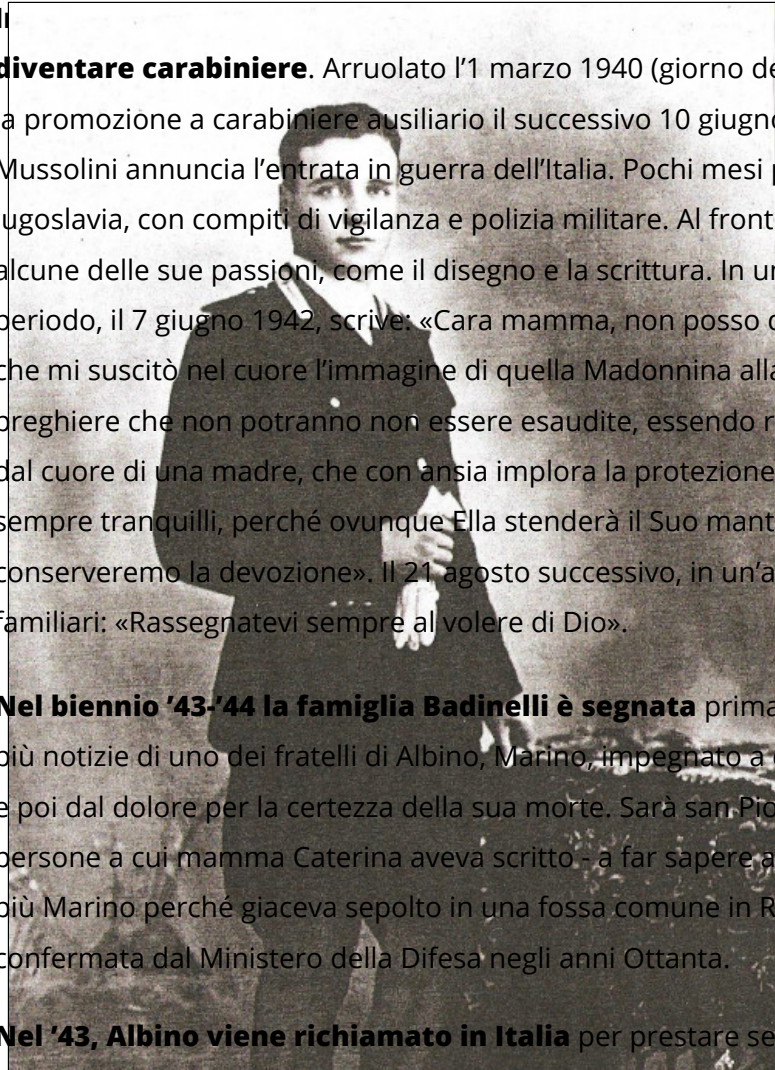 diventare carabiniere. Arruolato l’1 marzo 1940 (giorno de
a promozione a carabiniere ausiliario il successivo 10 giugno
Mussolini annuncia l’entrata in guerra dell’Italia. Pochi mesi p
ugoslavia, con compiti di vigilanza e polizia militare. Al front
alcune delle sue passioni, come il disegno e la scrittura. In un
periodo, il 7 giugno 1942, scrive: «Cara mamma, non posso
che mi suscitò nel cuore l’immagine di quella Madonnina alla
preghiere che non potranno non essere esaudite, essendo
dal cuore di una madre, che con ansia implora la protezione
sempre tranquilli, perché ovunque Ella stenderà il Suo mant
conserveremo la devozione». Il 21 agosto successivo, in un’a
familiari: «Rassegnatevi sempre al volere di Dio».
Nel biennio ’43-’44 la famiglia Badinelli è segnata prima
più notizie di uno dei fratelli di Albino, Marino, impegnato a
e poi dal dolore per la certezza della sua morte. Sarà san Pio
persone a cui mamma Caterina aveva scritto - a far sapere a
più Marino perché giaceva sepolto in una fossa comune in R
confermata dal Ministero della Difesa negli anni Ottanta.
Nel ’43, Albino viene richiamato in Italia per prestare se